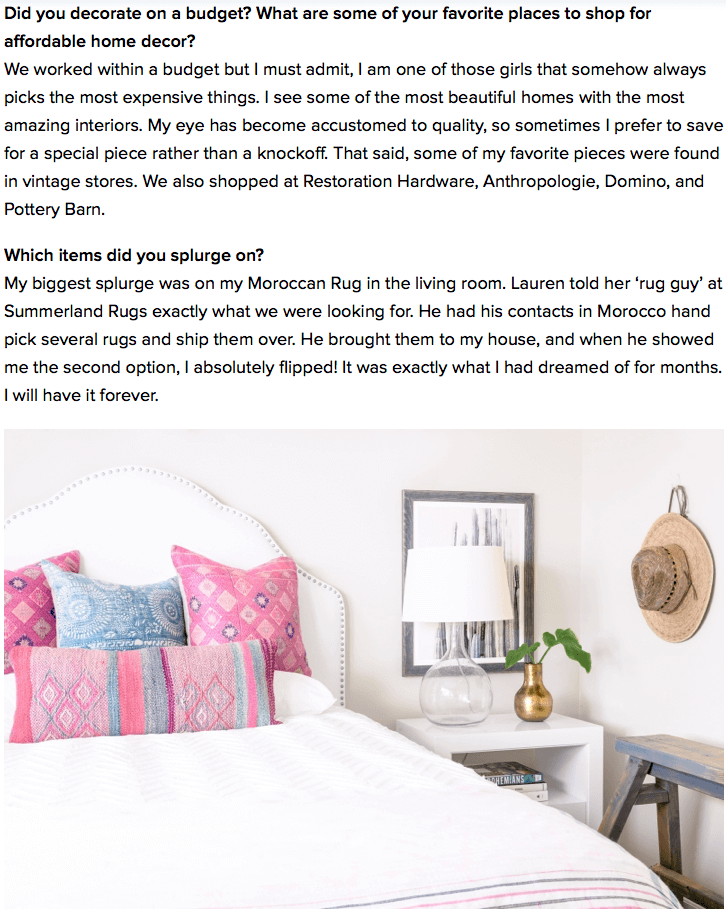 Did you decorate on a budget? What are some of your favorite places to shop for
affordable home decor?
We worked within a budget but I must admit, I am one of those girls that somehow always
picks the most expensive things. I see some of the most beautiful homes with the most
amazing interiors. My eye has become accustomed to quality, so sometimes I prefer to save
for a special piece rather than a knockoff. That said, some of my favorite pieces were found
in vintage stores. We also shopped at Restoration Hardware, Anthropologie, Domino, and
Pottery Barn.
Which items did you splurge on?
My biggest splurge was on my Moroccan Rug in the living room. Lauren told her ‘rug guy’ at
Summerland Rugs exactly what we were looking for. He had his contacts in Morocco hand
pick several rugs and ship them over. He brought them to my house, and when he showed
me the second option, I absolutely flipped! It was exactly what I had dreamed of for months.
I will have it forever.